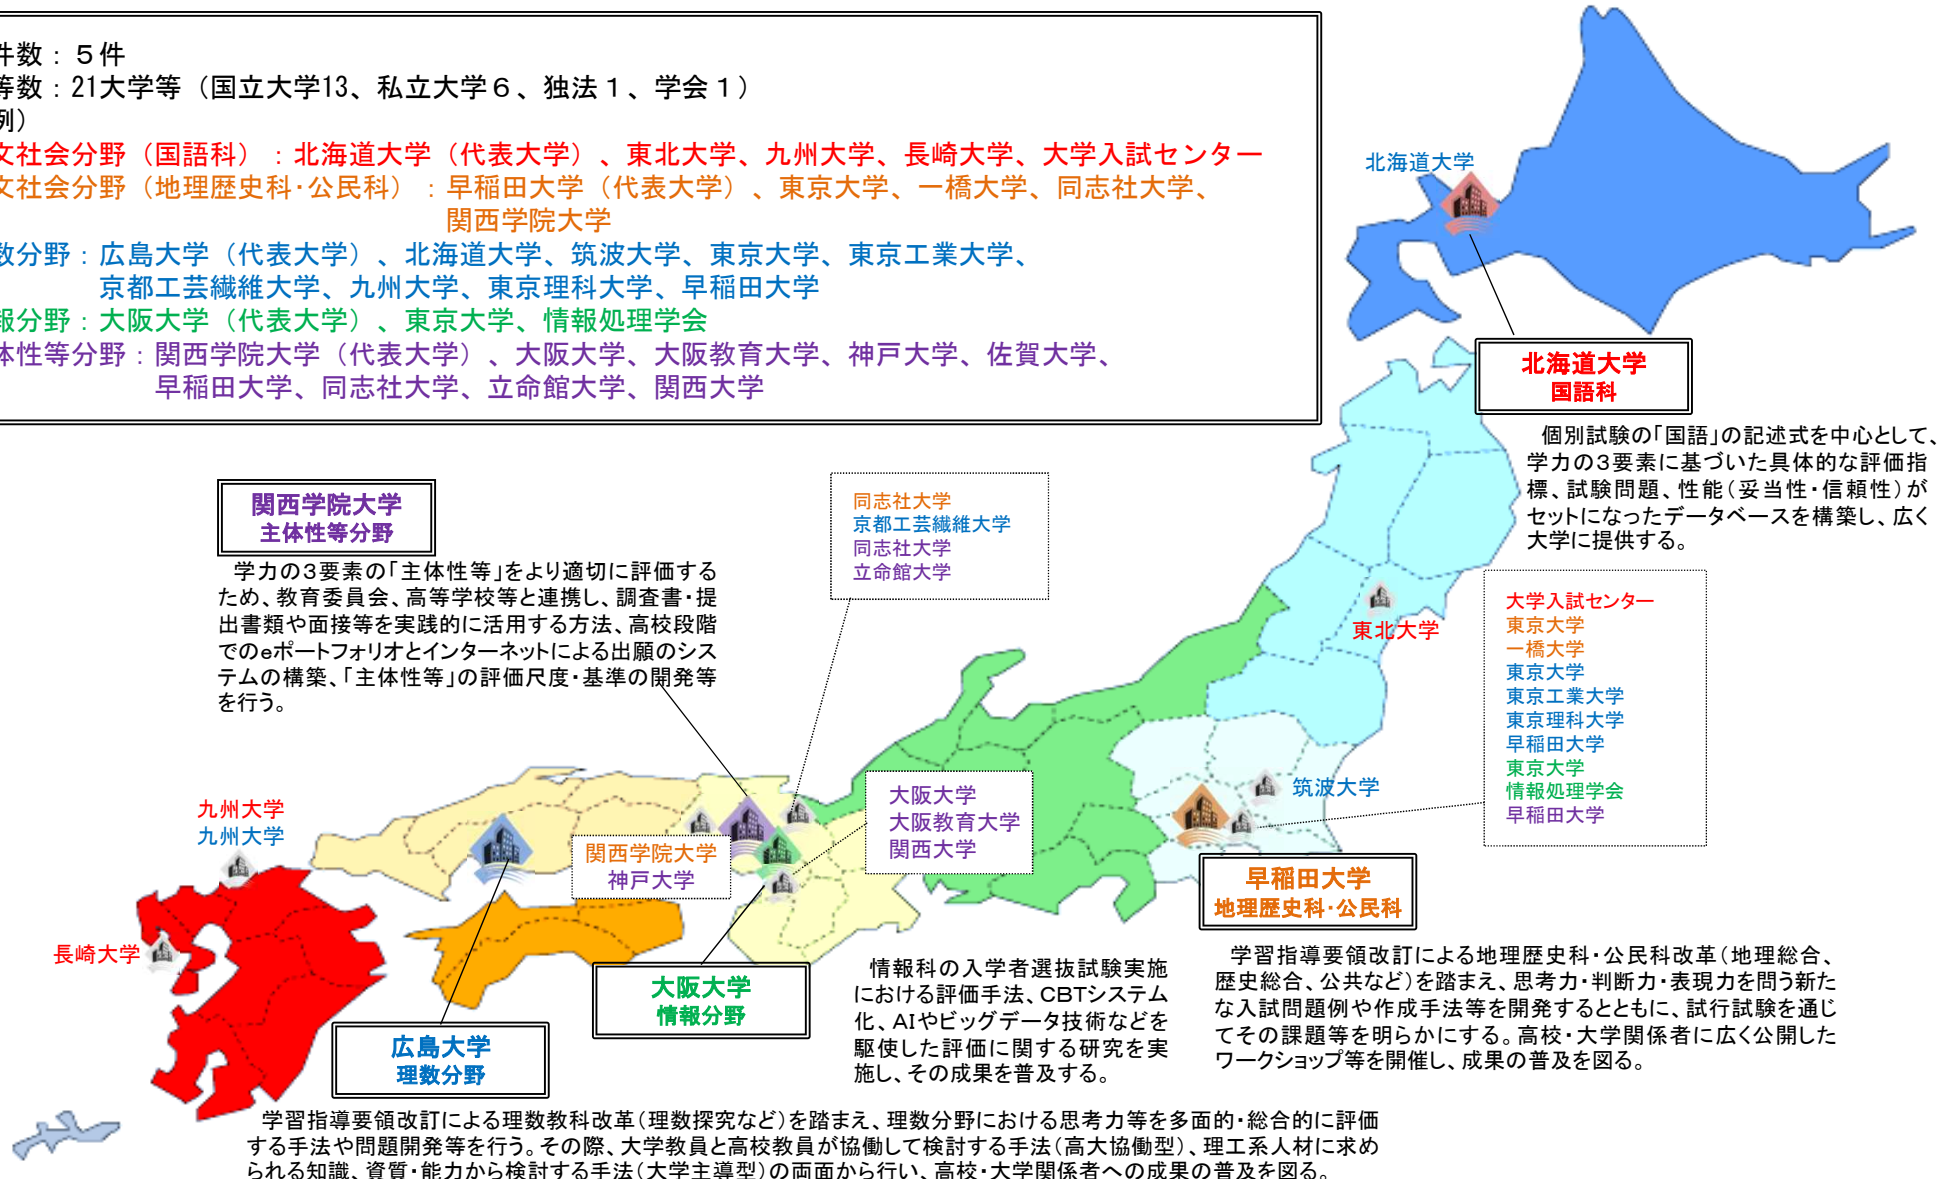 件数：５件
等数：21大学等（国立大学13、私立大学６、独法１、学会１）
例）
文社会分野（国語科）：北海道大学（代表大学）、東北大学、九州大学、長崎大学、大学入試センター
文社会分野（地理歴史科･公民科）：早稲田大学（代表大学）、東京大学、一橋大学、同志社大学、
関西学院大学
数分野：広島大学（代表大学）、北海道大学、筑波大学、東京大学、東京工業大学、
京都工芸繊維大学、九州大学、東京理科大学、早稲田大学
報分野：大阪大学（代表大学）、東京大学、情報処理学会
体性等分野：関西学院大学（代表大学）、大阪大学、大阪教育大学、神戸大学、佐賀大学、
早稲田大学、同志社大学、立命館大学、関西大学
北海道大学
北海道大学
国語科
個別試験の「国語」の記述式を中心として、
学力の３要素に基づいた具体的な評価指
標、試験問題、性能（妥当性・信頼性）が
セットになったデータベースを構築し、広く
大学に提供する。
関西学院大学
主体性等分野
学力の３要素の「主体性等」をより適切に評価する
ため、教育委員会、高等学校等と連携し、調査書・提
出書類や面接等を実践的に活用する方法、高校段階
でのｅポートフォリオとインターネットによる出願のシス
テムの構築、「主体性等」の評価尺度・基準の開発等
を行う。
同志社大学
京都工芸繊維大学
同志社大学
立命館大学
東北大学
大学入試センター
東京大学
一橋大学
東京大学
東京工業大学
東京理科大学
早稲田大学
東京大学
情報処理学会
早稲田大学
筑波大学
九州大学
九州大学
大阪大学
大阪教育大学
関西大学
関西学院大学
神戸大学
早稲田大学
地理歴史科･公民科
長崎大学
大阪大学
情報分野
情報科の入学者選抜試験実施
における評価手法、CBTシステム
化、AIやビッグデータ技術などを
駆使した評価に関する研究を実
施し、その成果を普及する。
学習指導要領改訂による地理歴史科・公民科改革（地理総合、
歴史総合、公共など）を踏まえ、思考力・判断力・表現力を問う新た
な入試問題例や作成手法等を開発するとともに、試行試験を通じ
てその課題等を明らかにする。高校・大学関係者に広く公開した
ワークショップ等を開催し、成果の普及を図る。
広島大学
理数分野
学習指導要領改訂による理数教科改革（理数探究など）を踏まえ、理数分野における思考力等を多面的・総合的に評価
する手法や問題開発等を行う。その際、大学教員と高校教員が協働して検討する手法（高大協働型）、理工系人材に求め
られる知識、資質・能力から検討する手法（大学主導型）の両面から行い、高校・大学関係者への成果の普及を図る。